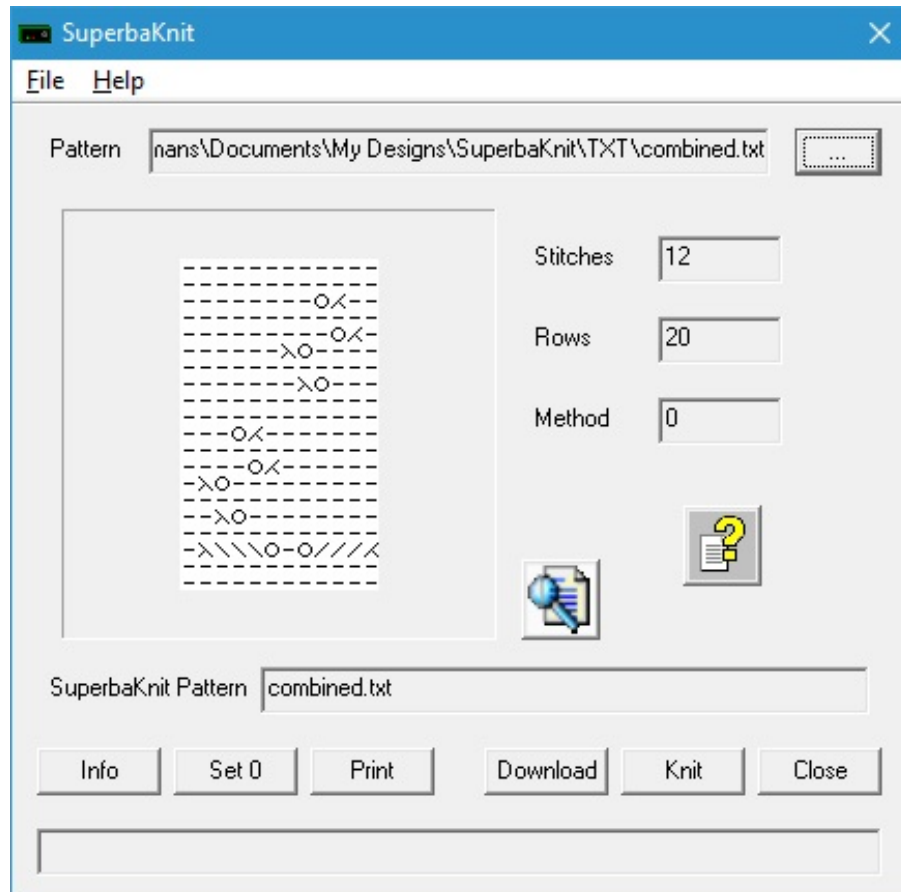 SuperbaKnit
File Help
Pattern nans\Documents\My Designs\SuperbaKnit\TXT\combined.txt ...
------------
------------
--------O⋌--
------------
---------O⋌-
------⋋O----
------------
-------⋋O---
------------
------------
---O⋌-------
------------
----O⋌------
-⋋O---------
------------
--⋋O--------
------------
-⋋\\\O-O///⋌
------------
------------
Stitches 12
Rows 20
Method 0
SuperbaKnit Pattern combined.txt
Info Set 0 Print Download Knit Close